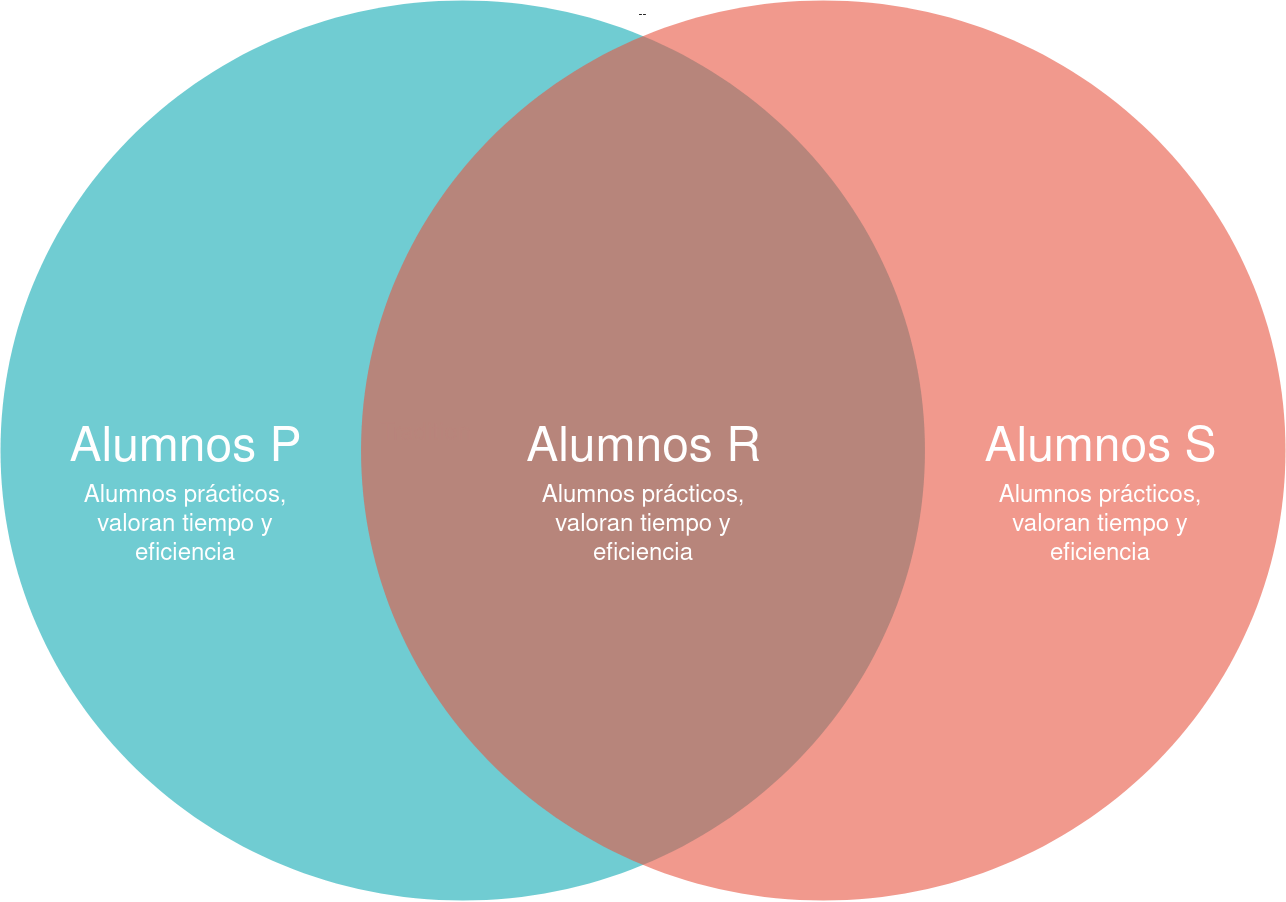 --
Alumnos P
Alumnos prácticos,
valoran tiempo y
eficiencia
Alumnos R
Alumnos prácticos,
valoran tiempo y
eficiencia
Alumnos S
Alumnos prácticos,
valoran tiempo y
eficiencia